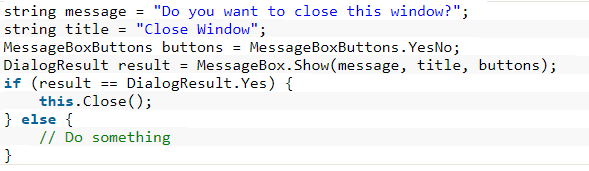 string message = "Do you want to close this window?";
string title = "Close Window";
MessageBoxButtons buttons = MessageBoxButtons.YesNo;
DialogResult result = MessageBox.Show(message, title, buttons);
if (result == DialogResult.Yes) {
    this.Close();
} else {
    // Do something
}